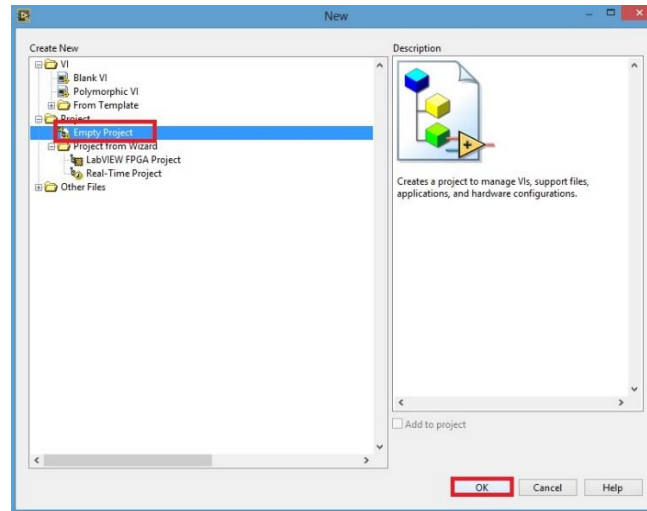 New
Create New
VI
Blank VI
Polymorphic VI
From Template
Project
Empty Project
Project from Wizard
LabVIEW FPGA Project
Real-Time Project
Other Files
Description
Creates a project to manage VIs, support files,
applications, and hardware configurations.
Add to project
OK
Cancel
Help